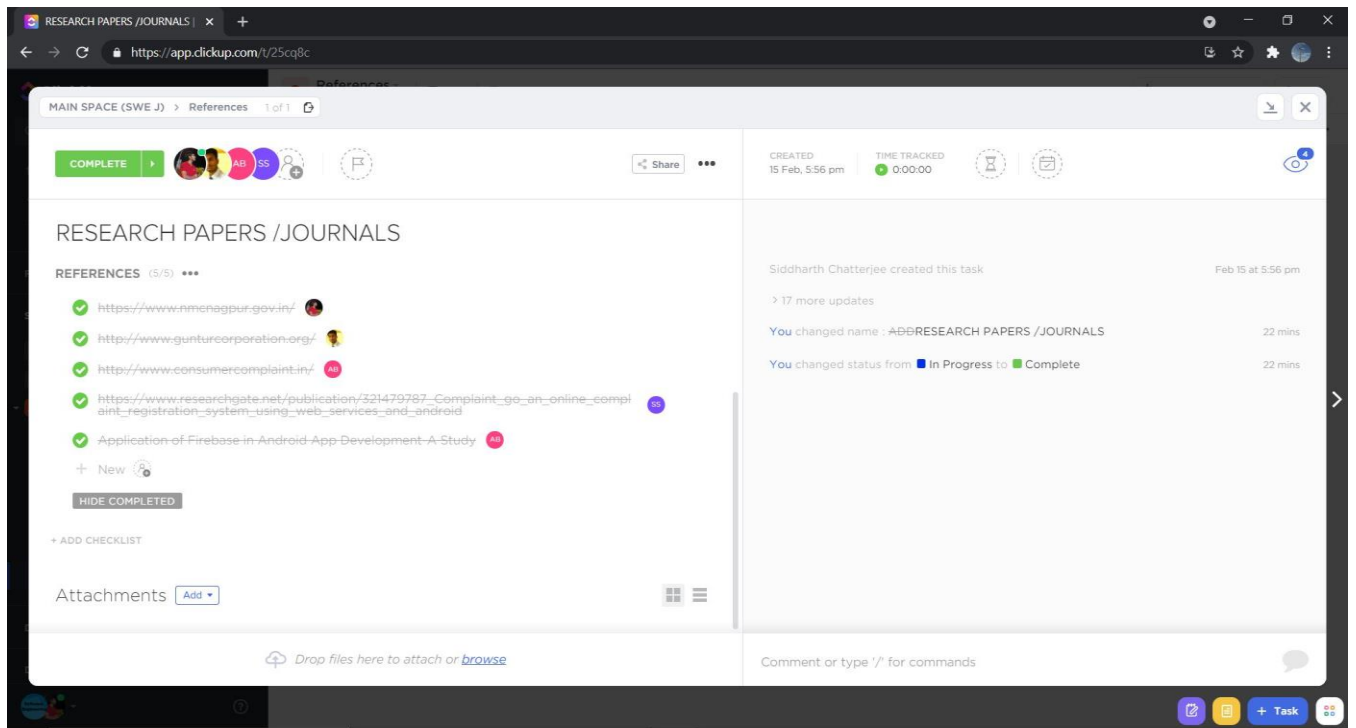 RESEARCH PAPERS /JOURNALS |
https://app.clickup.com/t/25cq8c
References
MAIN SPACE (SWE J) > References 1 of 1
COMPLETE
AB
SS
Share
CREATED
15 Feb, 5:56 pm
TIME TRACKED
0:00:00
4
RESEARCH PAPERS /JOURNALS
REFERENCES (5/5)
https://www.nmcnagpur.gov.in/
http://www.gunturcorporation.org/
http://www.consumercomplaint.in/ AB
https://www.researchgate.net/publication/321479787_Complaint_go_an_online_compl
aint_registration_system_using_web_services_and_android SS
Application of Firebase in Android App Development-A Study AB
+ New
HIDE COMPLETED
+ ADD CHECKLIST
Attachments Add
Drop files here to attach or browse
Siddharth Chatterjee created this task Feb 15 at 5:56 pm
> 17 more updates
You changed name : ADDRESEARCH PAPERS /JOURNALS 22 mins
You changed status from In Progress to Complete 22 mins
Comment or type '/' for commands
+ Task